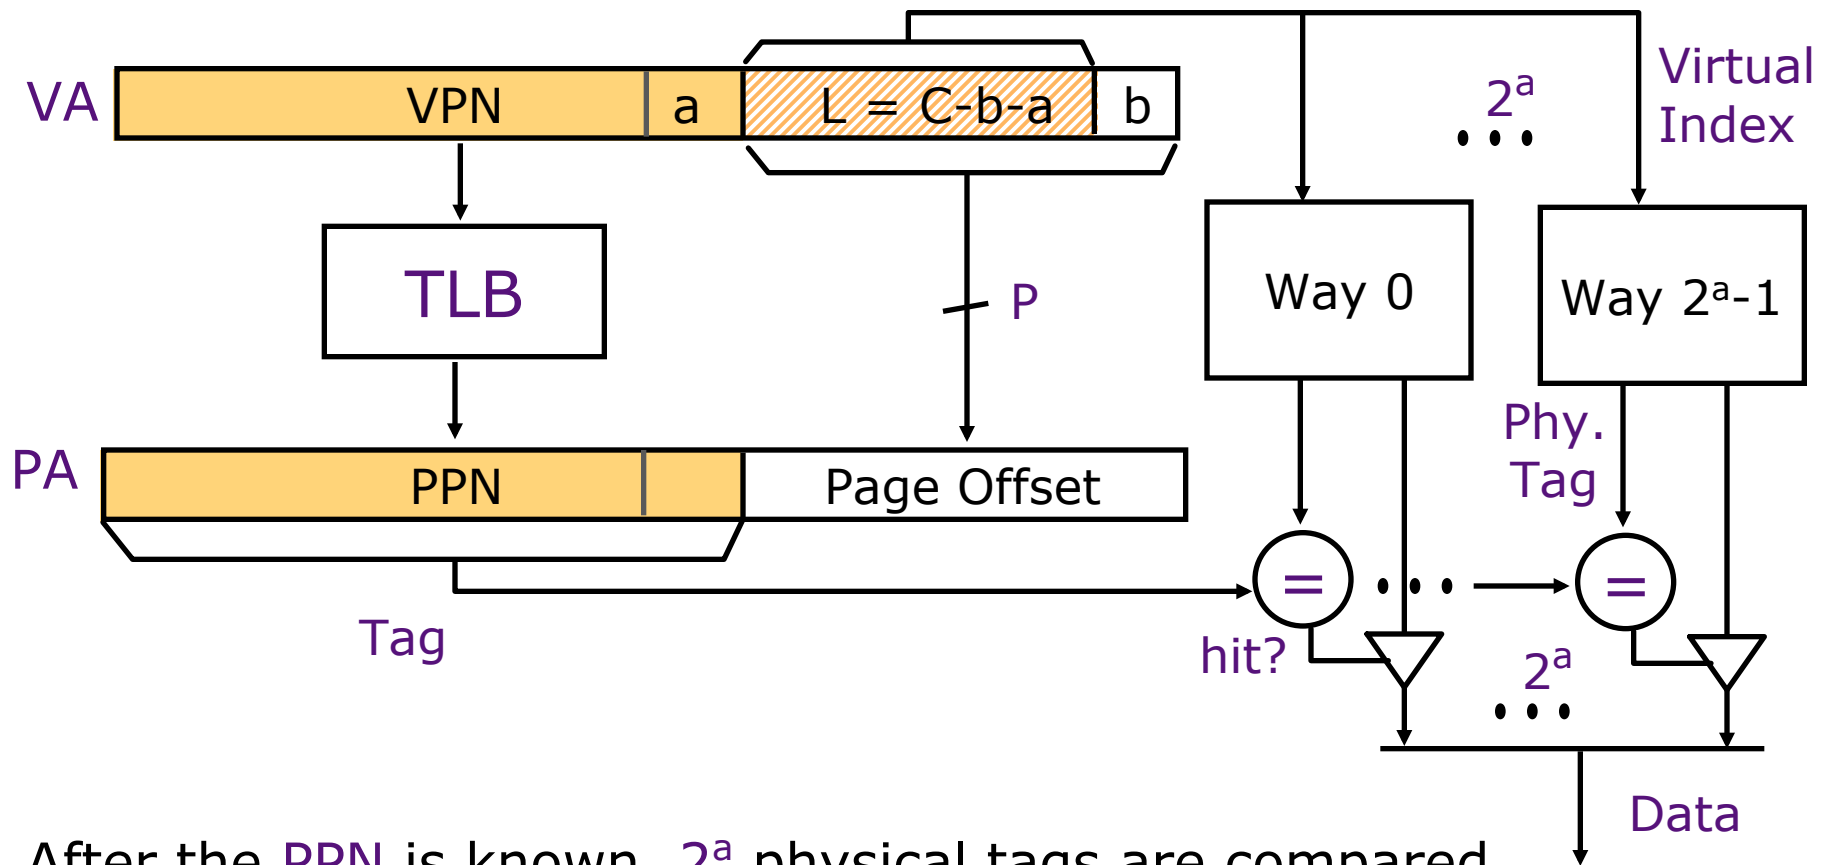 VA
VPN
a
L = C-b-a
b
2ᵃ
Virtual
Index
TLB
P
Way 0
Way 2ᵃ-1
Phy.
Tag
PA
PPN
Page Offset
=
=
Tag
hit?
2ᵃ
Data
After the PPN is known, 2ᵃ physical tags are compared